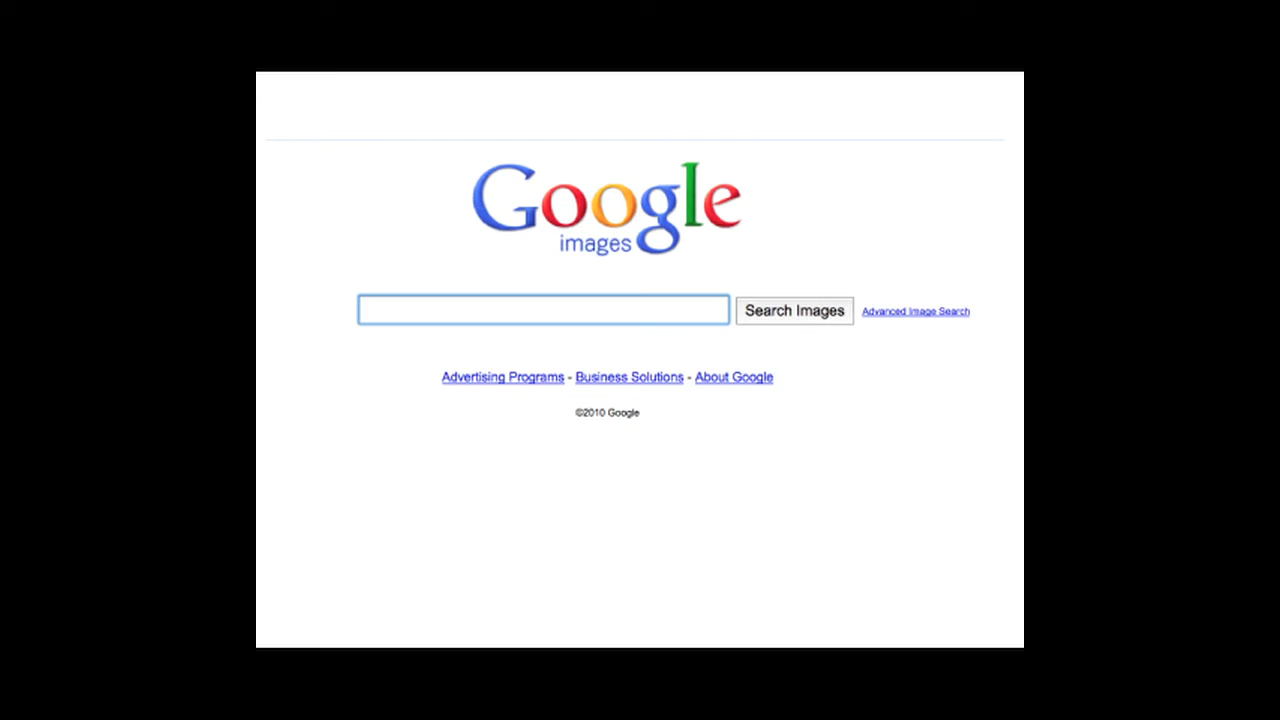 Google
images
Search Images Advanced Image Search
Advertising Programs - Business Solutions - About Google
©2010 Google